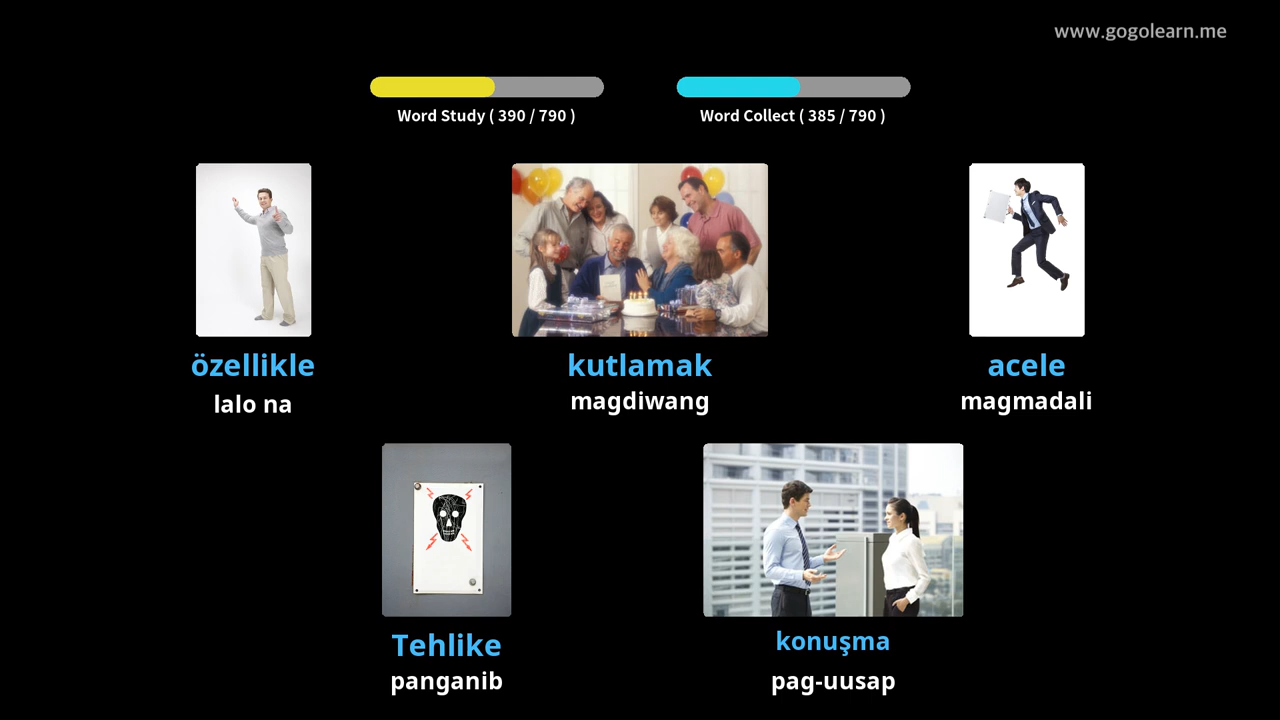 www.gogolearn.me
Word Study ( 390 / 790 )
Word Collect ( 385 / 790 )
özellikle
lalo na
kutlamak
magdiwang
acele
magmadali
Tehlike
panganib
konuşma
pag-uusap